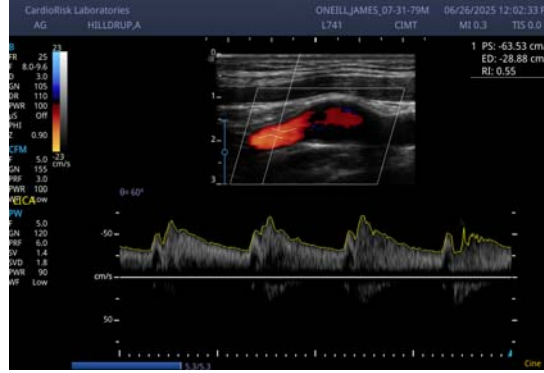 CardioRisk Laboratories ONEILL,JAMES_07-31-79M 06/26/2025 12:02:33
AG HILLDRUP,A L741 CIMT MI 0.3 TIS 0.0
B
FR 25
F 8.0-9.6
D 3.0
GN 105
DR 110
PWR 100
µS Off
PHI
Z 0.90
CFM
F 5.0
GN 155
PRF 3.0
PWR 100
WF Low
LICA
PW
F 5.0
GN 120
PRF 6.0
SV 1.4
SVD 1.8
PWR 90
WF Low
23
-23
cm/s
0
1
2
3
1 PS: -63.53 cm/
ED: -28.88 cm/
RI: 0.55
θ= 60°
-50
cm/s
50
5.3/5.3
Cine